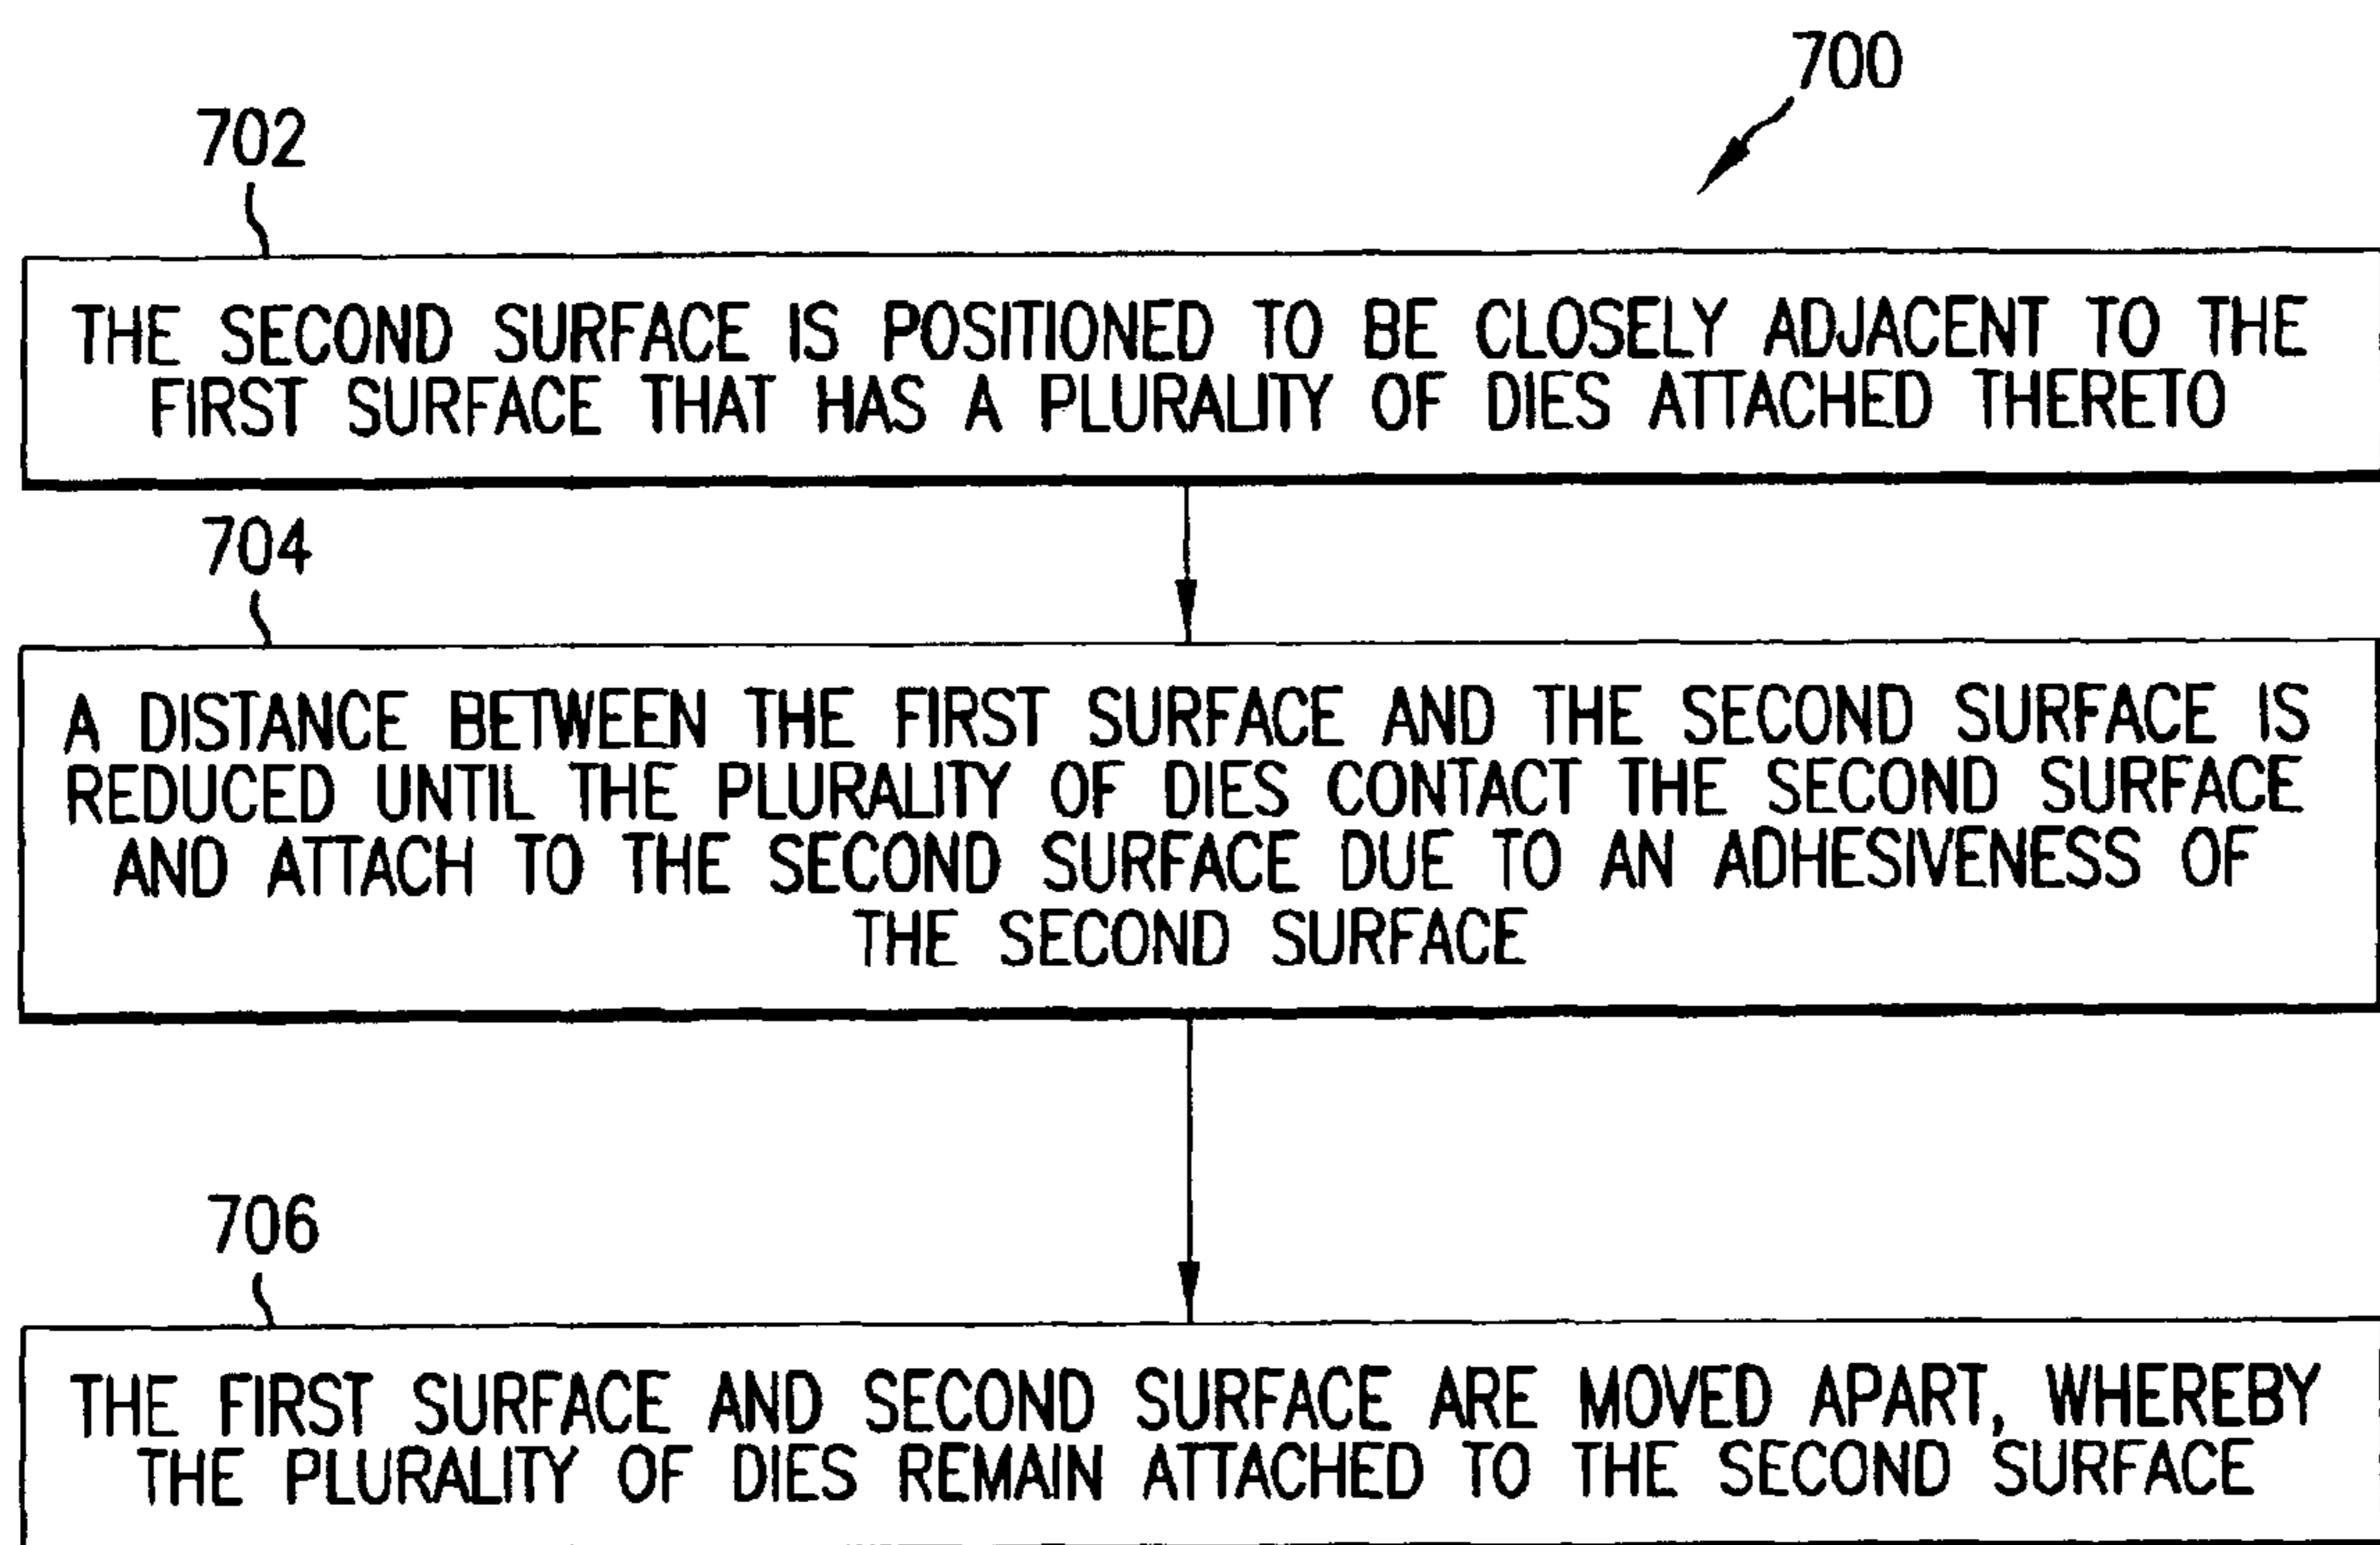 700
702
THE SECOND SURFACE IS POSITIONED TO BE CLOSELY ADJACENT TO THE
FIRST SURFACE THAT HAS A PLURALITY OF DIES ATTACHED THERETO
704
A DISTANCE BETWEEN THE FIRST SURFACE AND THE SECOND SURFACE IS
REDUCED UNTIL THE PLURALITY OF DIES CONTACT THE SECOND SURFACE
AND ATTACH TO THE SECOND SURFACE DUE TO AN ADHESIVENESS OF
THE SECOND SURFACE
706
THE FIRST SURFACE AND SECOND SURFACE ARE MOVED APART, WHEREBY
THE PLURALITY OF DIES REMAIN ATTACHED TO THE SECOND SURFACE